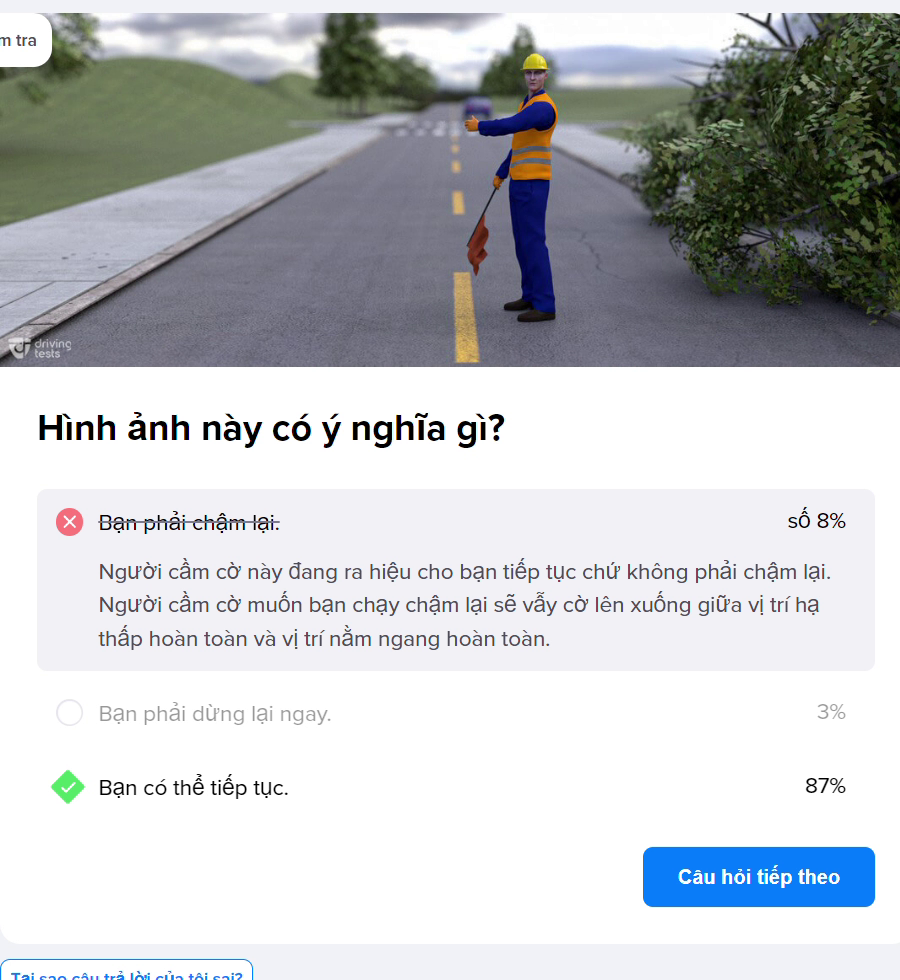 m tra
driving
tests
Hình ảnh này có ý nghĩa gì?
Bạn phải chậm lại.
số 8%
Người cầm cờ này đang ra hiệu cho bạn tiếp tục chứ không phải chậm lại.
Người cầm cờ muốn bạn chạy chậm lại sẽ vẫy cờ lên xuống giữa vị trí hạ
thấp hoàn toàn và vị trí nằm ngang hoàn toàn.
Bạn phải dừng lại ngay.
3%
Bạn có thể tiếp tục.
87%
Câu hỏi tiếp theo
Tại sao câu trả lời của tôi sai?